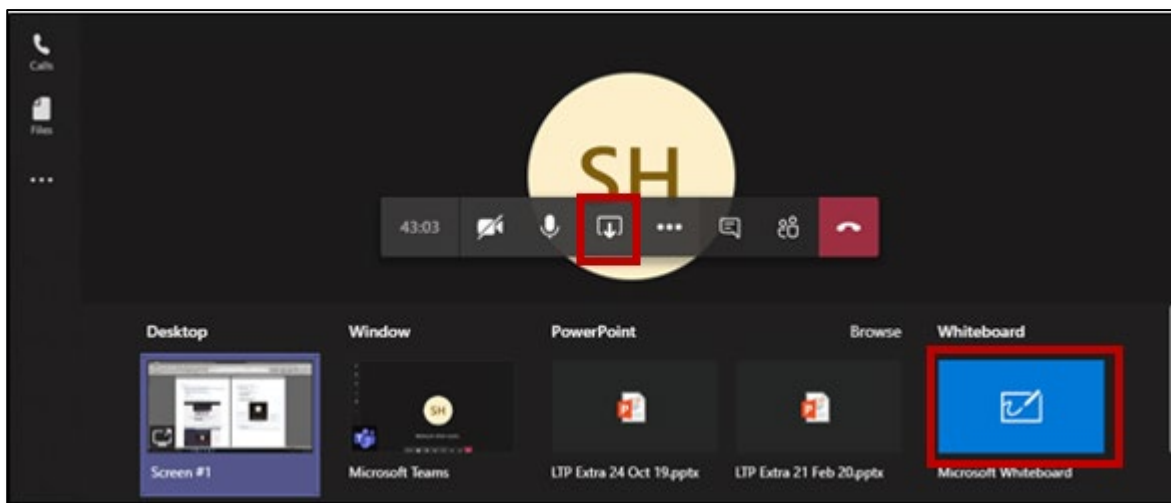 Calls
Files
SH
43:03
Desktop
Window
PowerPoint
Browse
Whiteboard
SH
Screen #1
Microsoft Teams
LTP Extra 24 Oct 19.pptx
LTP Extra 21 Feb 20.pptx
Microsoft Whiteboard